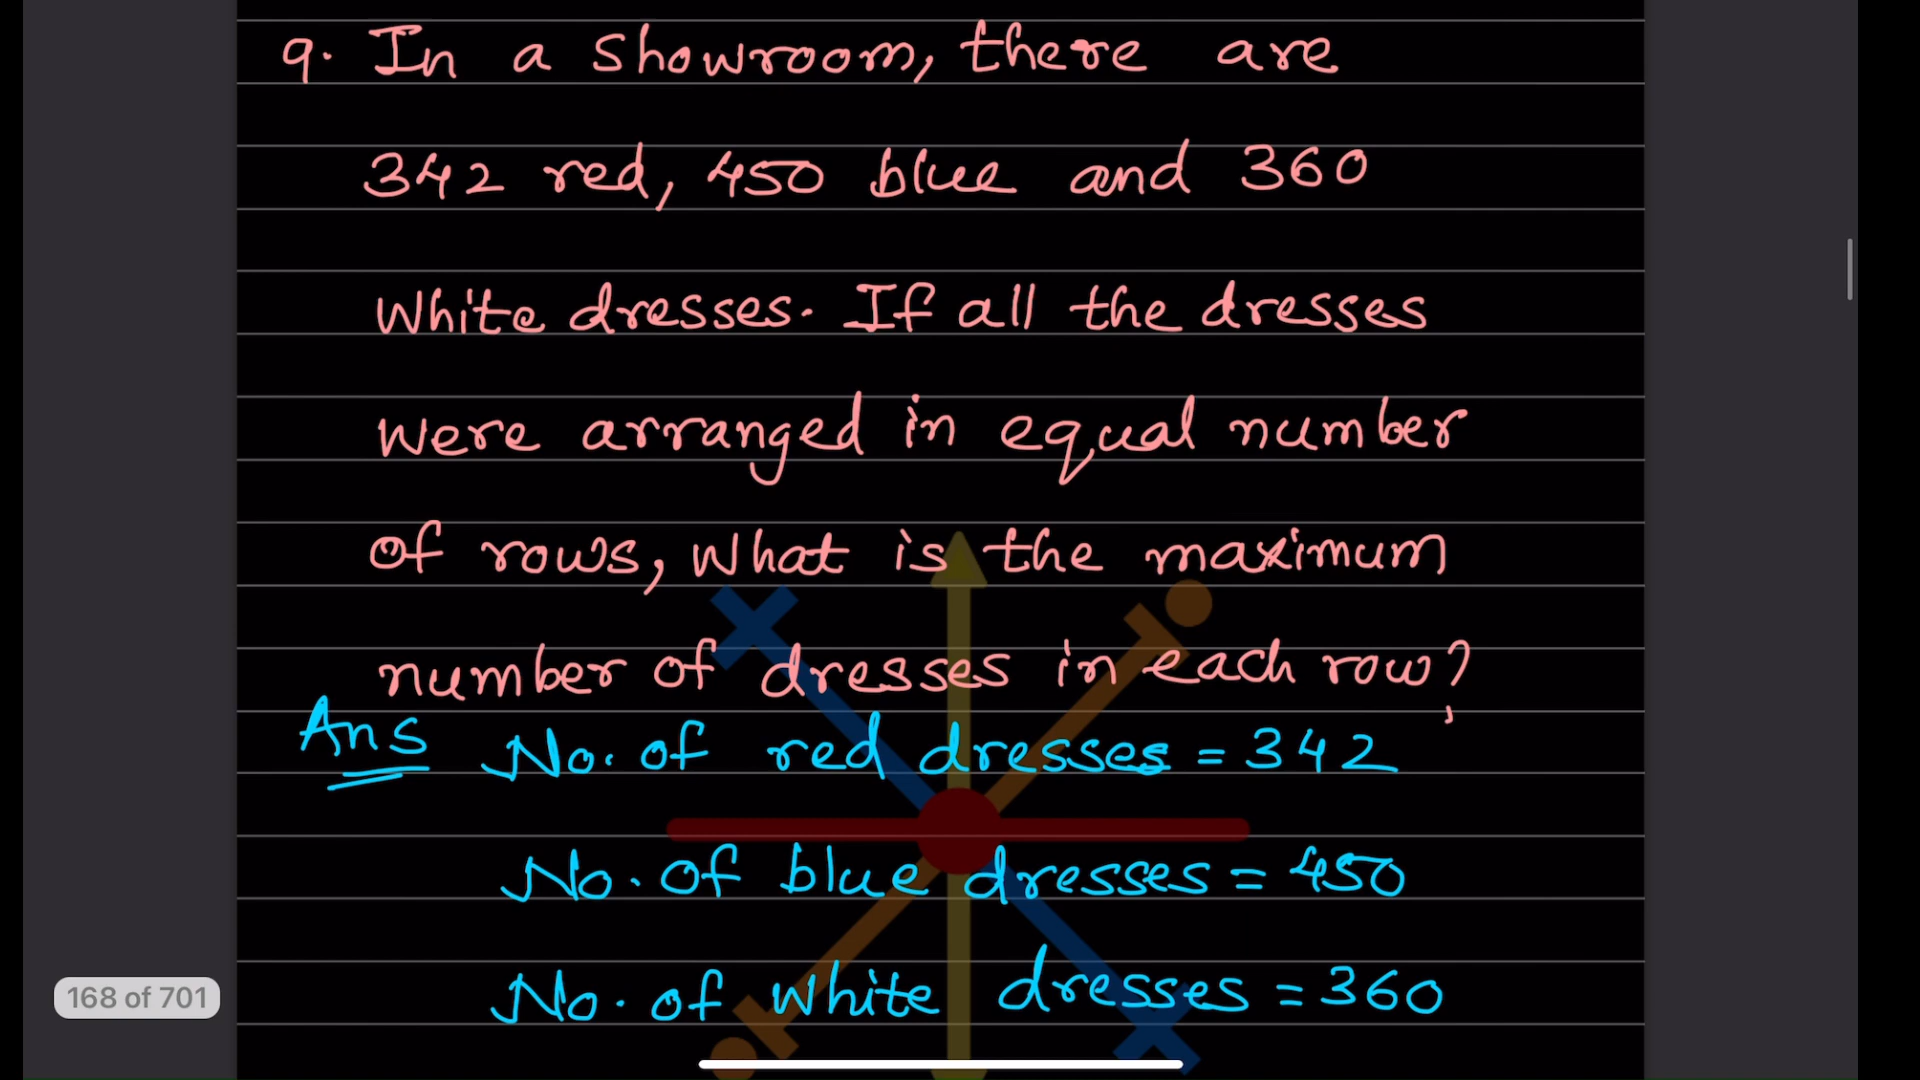 9. In a showroom, there are
342 red, 450 blue and 360
White dresses. If all the dresses
were arranged in equal number
of rows, What is the maximum
number of dresses in each row?
Ans No. of red dresses = 342
No. of blue dresses = 450
No. of white dresses = 360
168 of 701